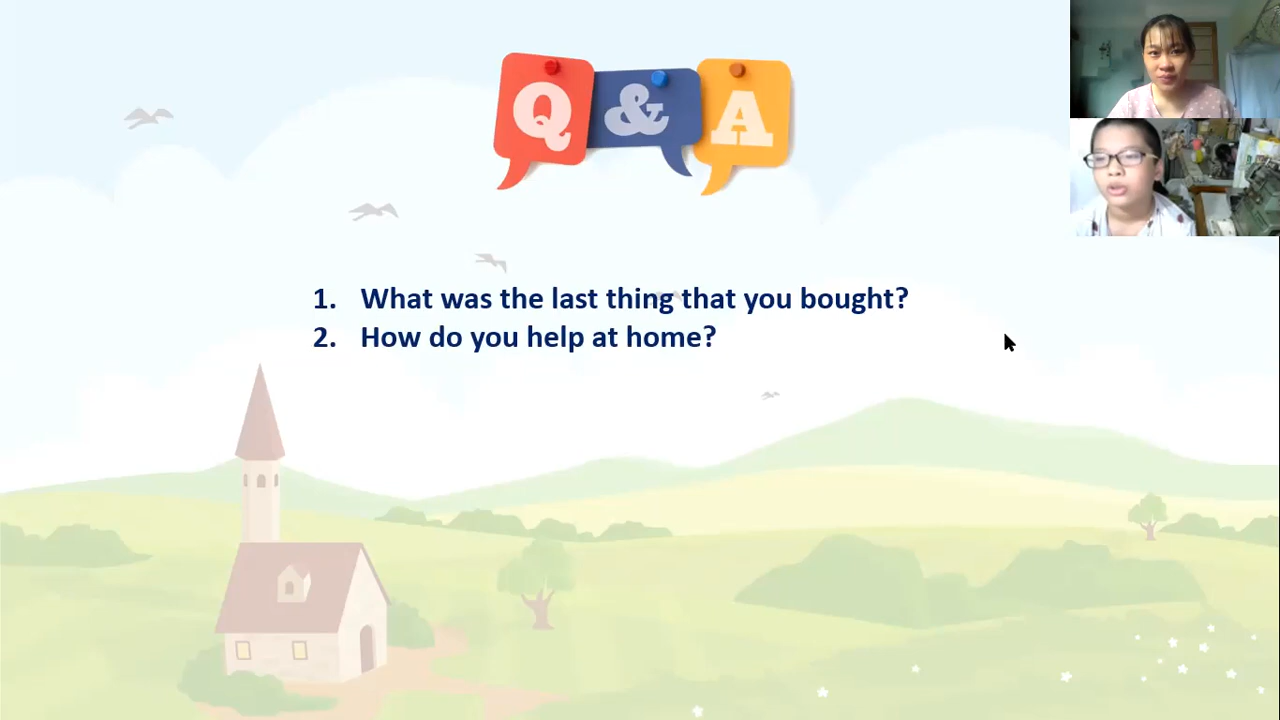 Q & A
1. What was the last thing that you bought?
2. How do you help at home?